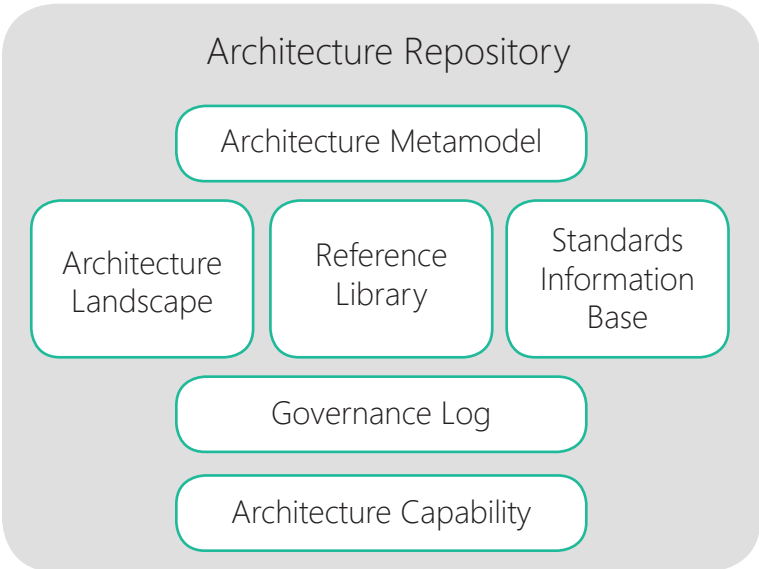 Architecture Repository
Architecture Metamodel
Architecture
Landscape
Reference
Library
Standards
Information
Base
Governance Log
Architecture Capability